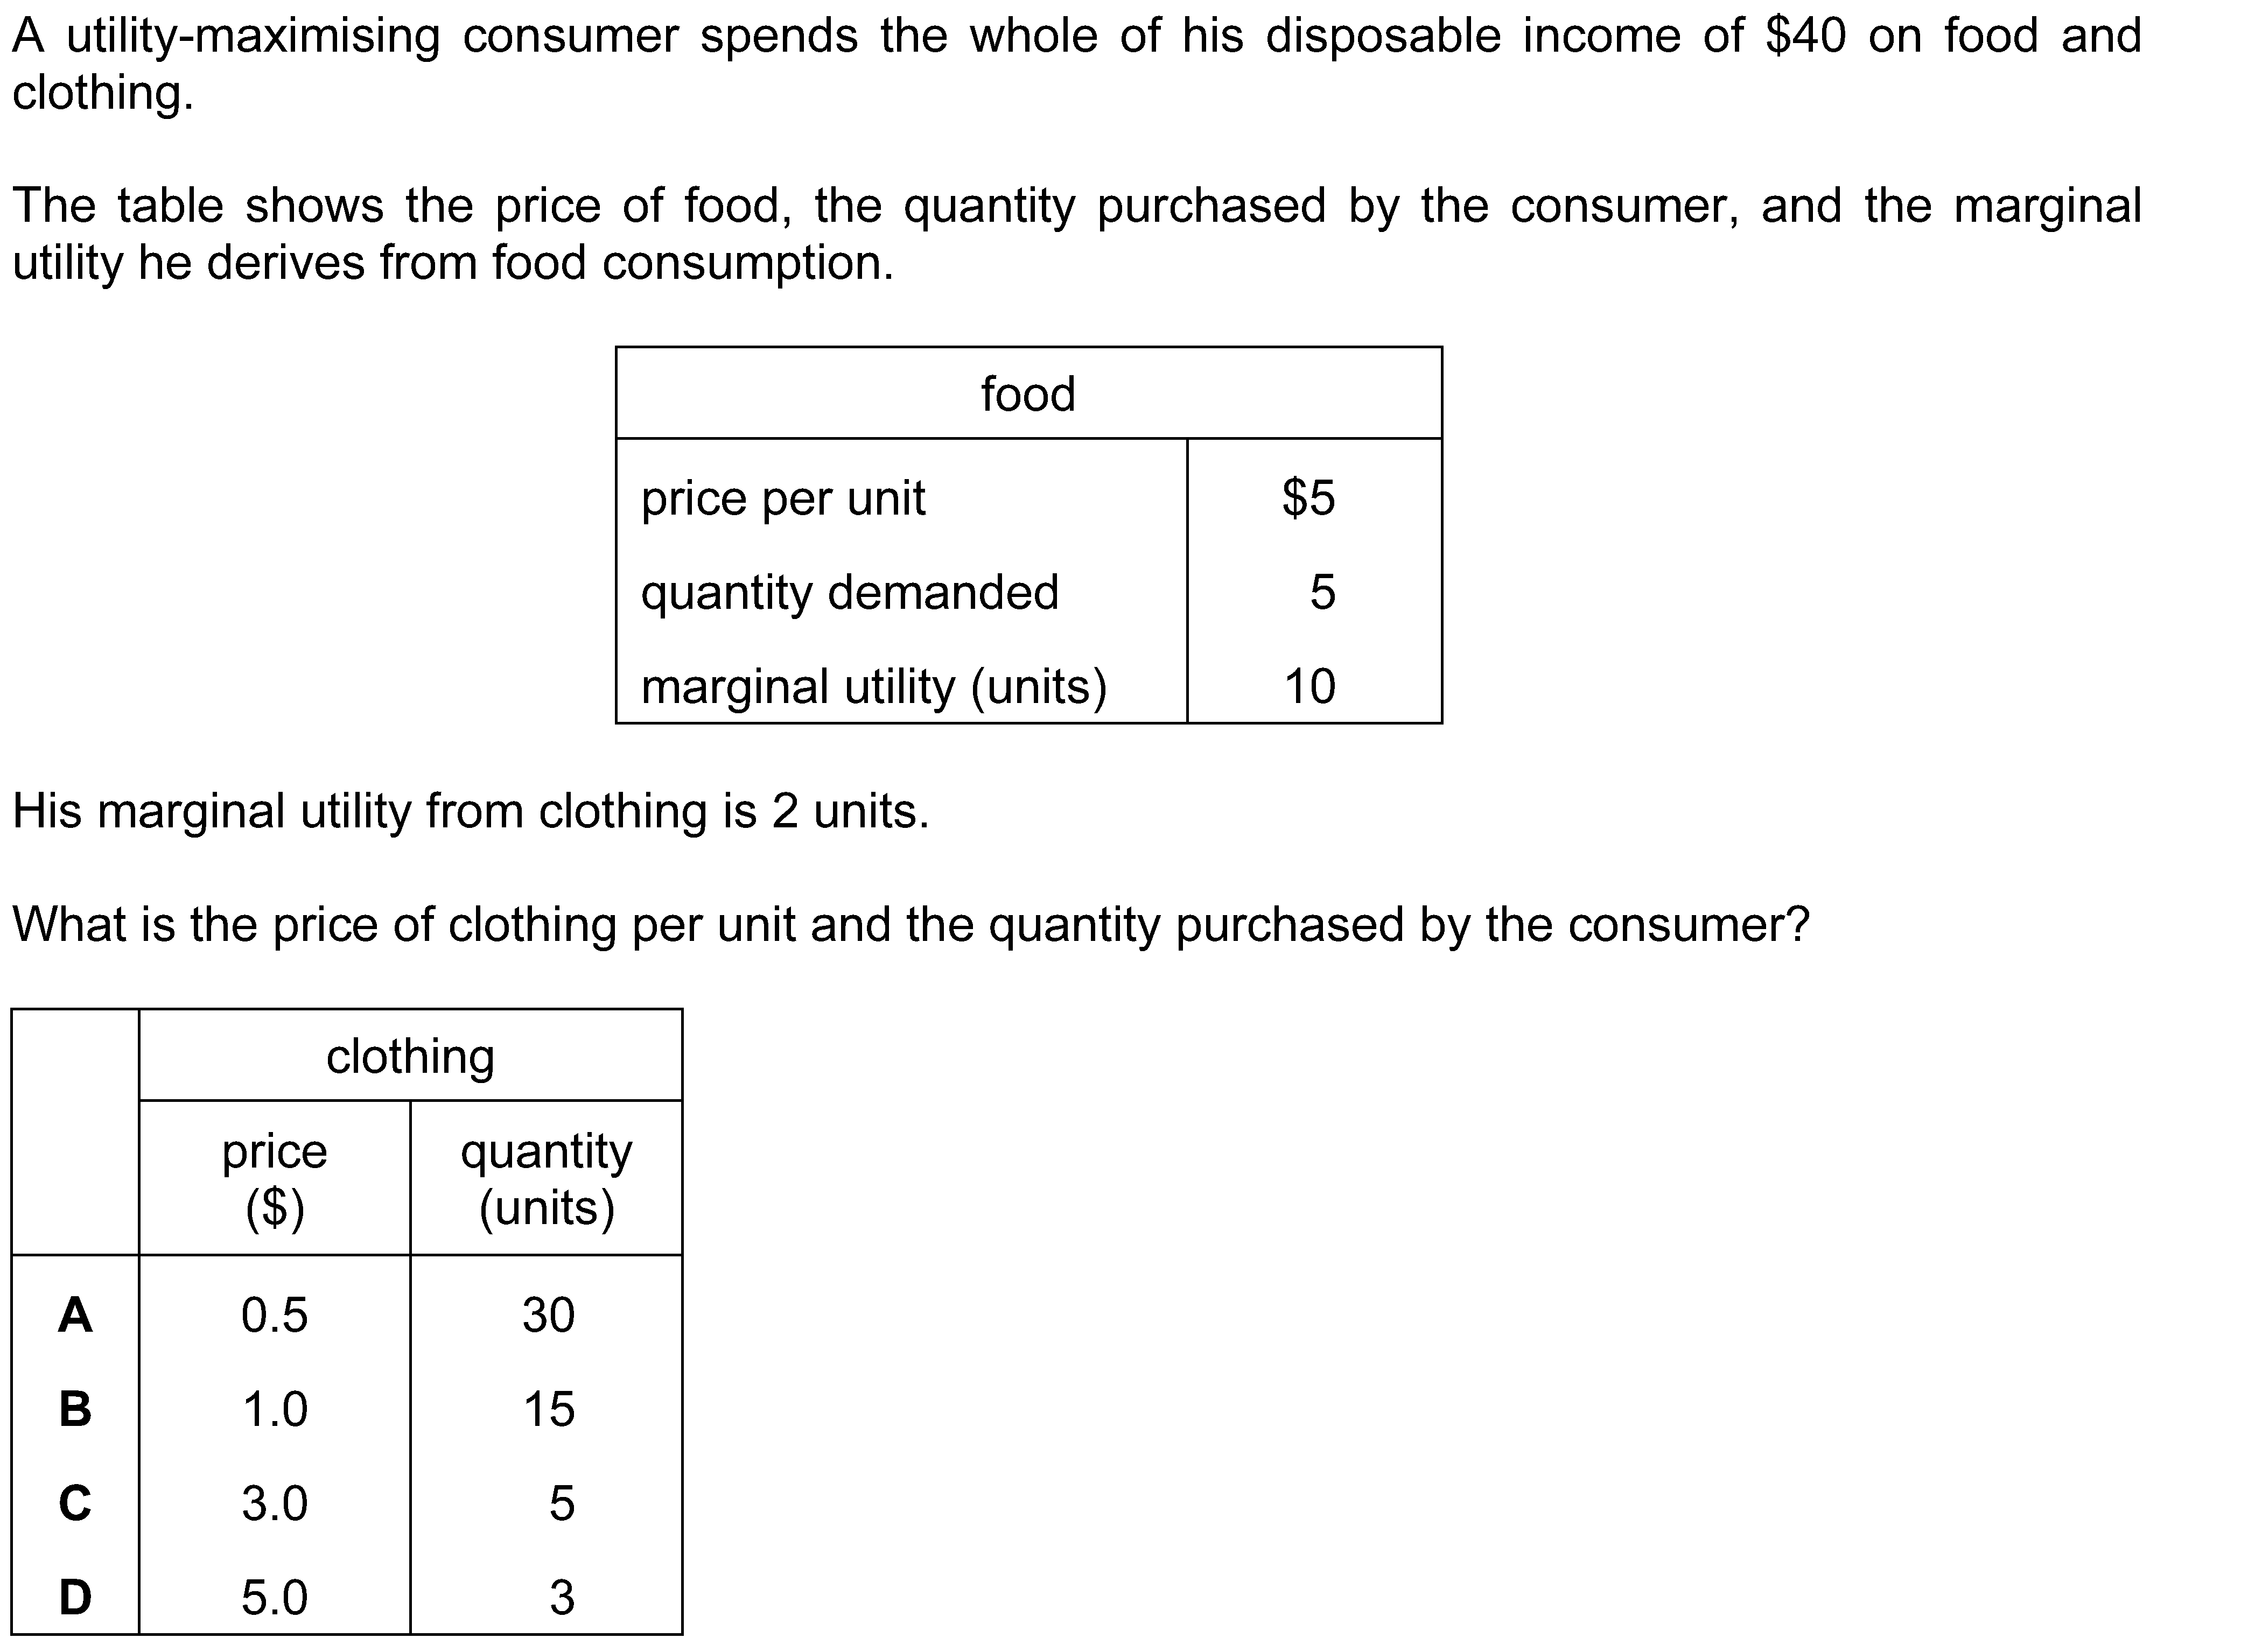 A utility-maximising consumer spends the whole of his disposable income of $40 on food and
clothing.
The table shows the price of food, the quantity purchased by the consumer, and the marginal
utility he derives from food consumption.
food
price per unit $5
quantity demanded 5
marginal utility (units) 10
His marginal utility from clothing is 2 units.
What is the price of clothing per unit and the quantity purchased by the consumer?
clothing
price quantity
($) (units)
A 0.5 30
B 1.0 15
C 3.0 5
D 5.0 3